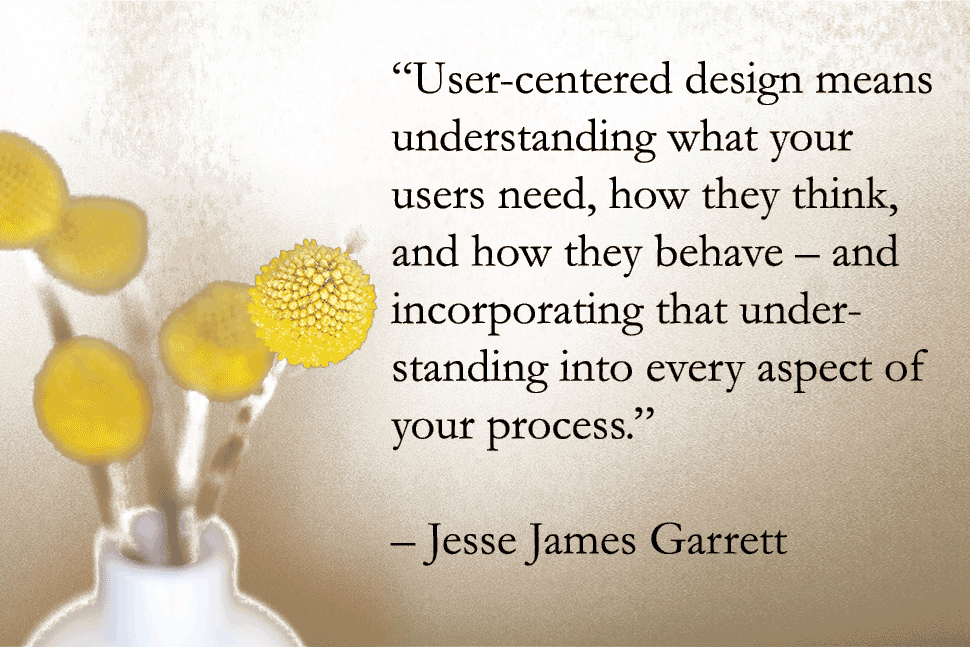 “User-centered design means
understanding what your
users need, how they think,
and how they behave – and
incorporating that under-
standing into every aspect of
your process.”
– Jesse James Garrett